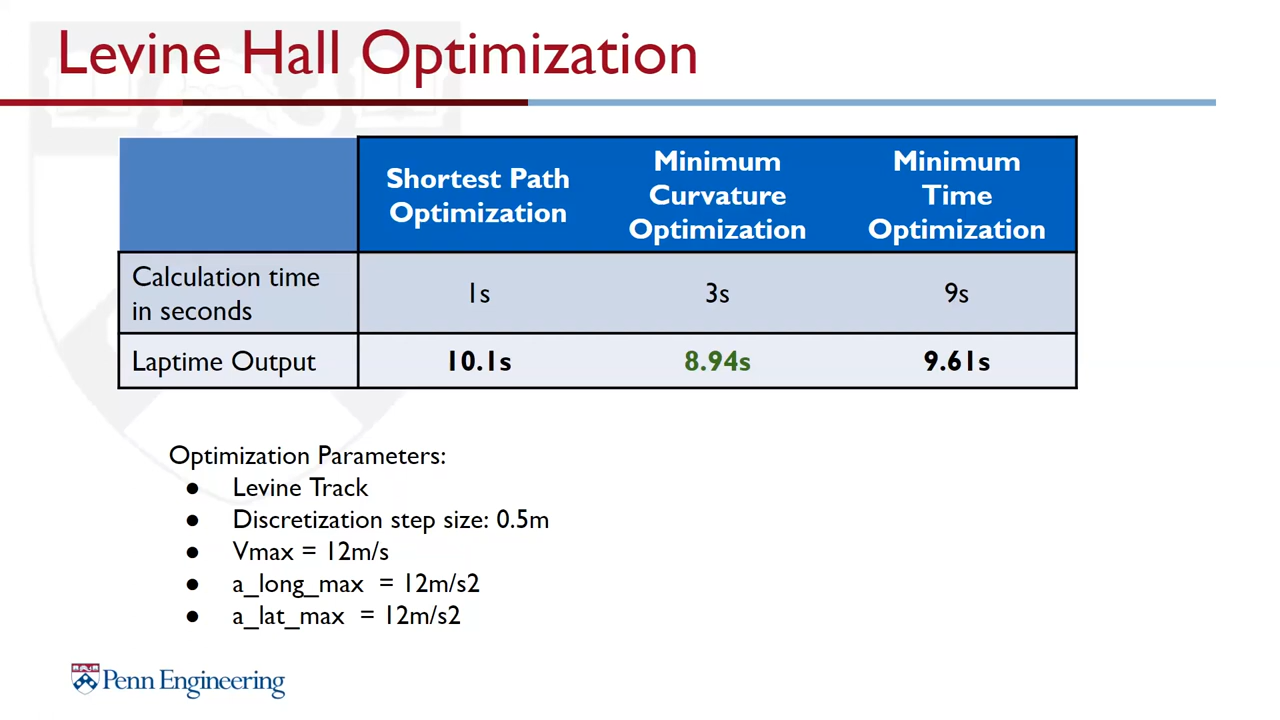 Levine Hall Optimization
Shortest Path
Optimization
Minimum
Curvature
Optimization
Minimum
Time
Optimization
Calculation time
in seconds
1s
3s
9s
Laptime Output
10.1s
8.94s
9.61s
Optimization Parameters:
● Levine Track
● Discretization step size: 0.5m
● Vmax = 12m/s
● a_long_max = 12m/s2
● a_lat_max = 12m/s2
Penn Engineering